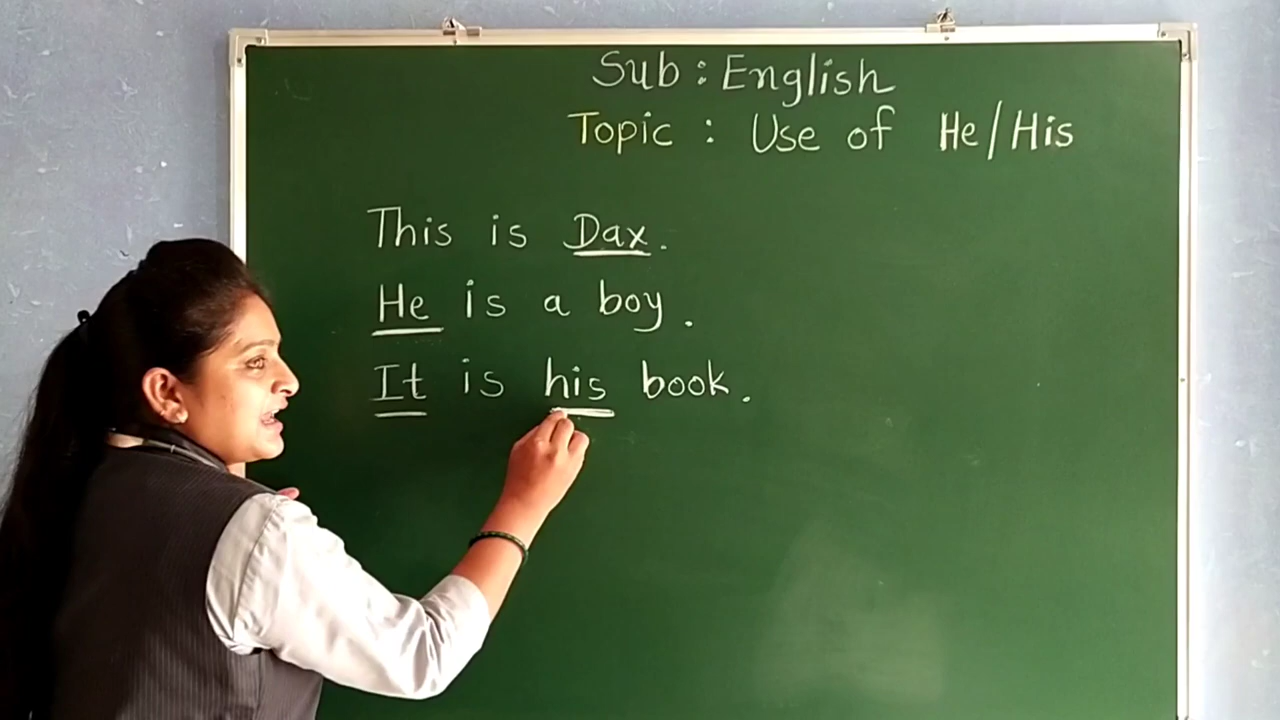 Sub : English
Topic : Use of He/His
This is Dax.
He is a boy.
It is his book.